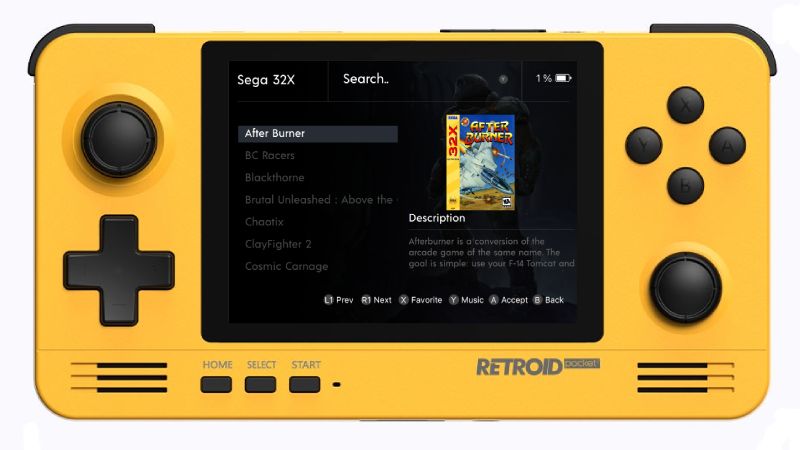 Sega 32X
Search..
Y
1%
After Burner
BC Racers
Blackthorne
Brutal Unleashed : Above the
Chaotix
ClayFighter 2
Cosmic Carnage
SEGA
32X
AFTER
BURNER
Description
Afterburner is a conversion of the
arcade game of the same name. The
goal is simple: use your F-14 Tomcat and
L1 Prev R1 Next X Favorite Y Music A Accept B Back
X
Y
A
B
HOME SELECT START
RETROID pocket